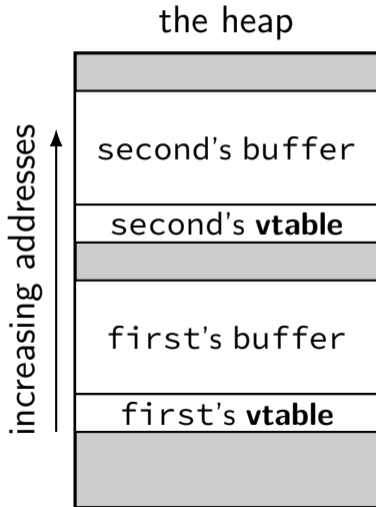 the heap
increasing addresses
second's buffer
second's vtable
first's buffer
first's vtable